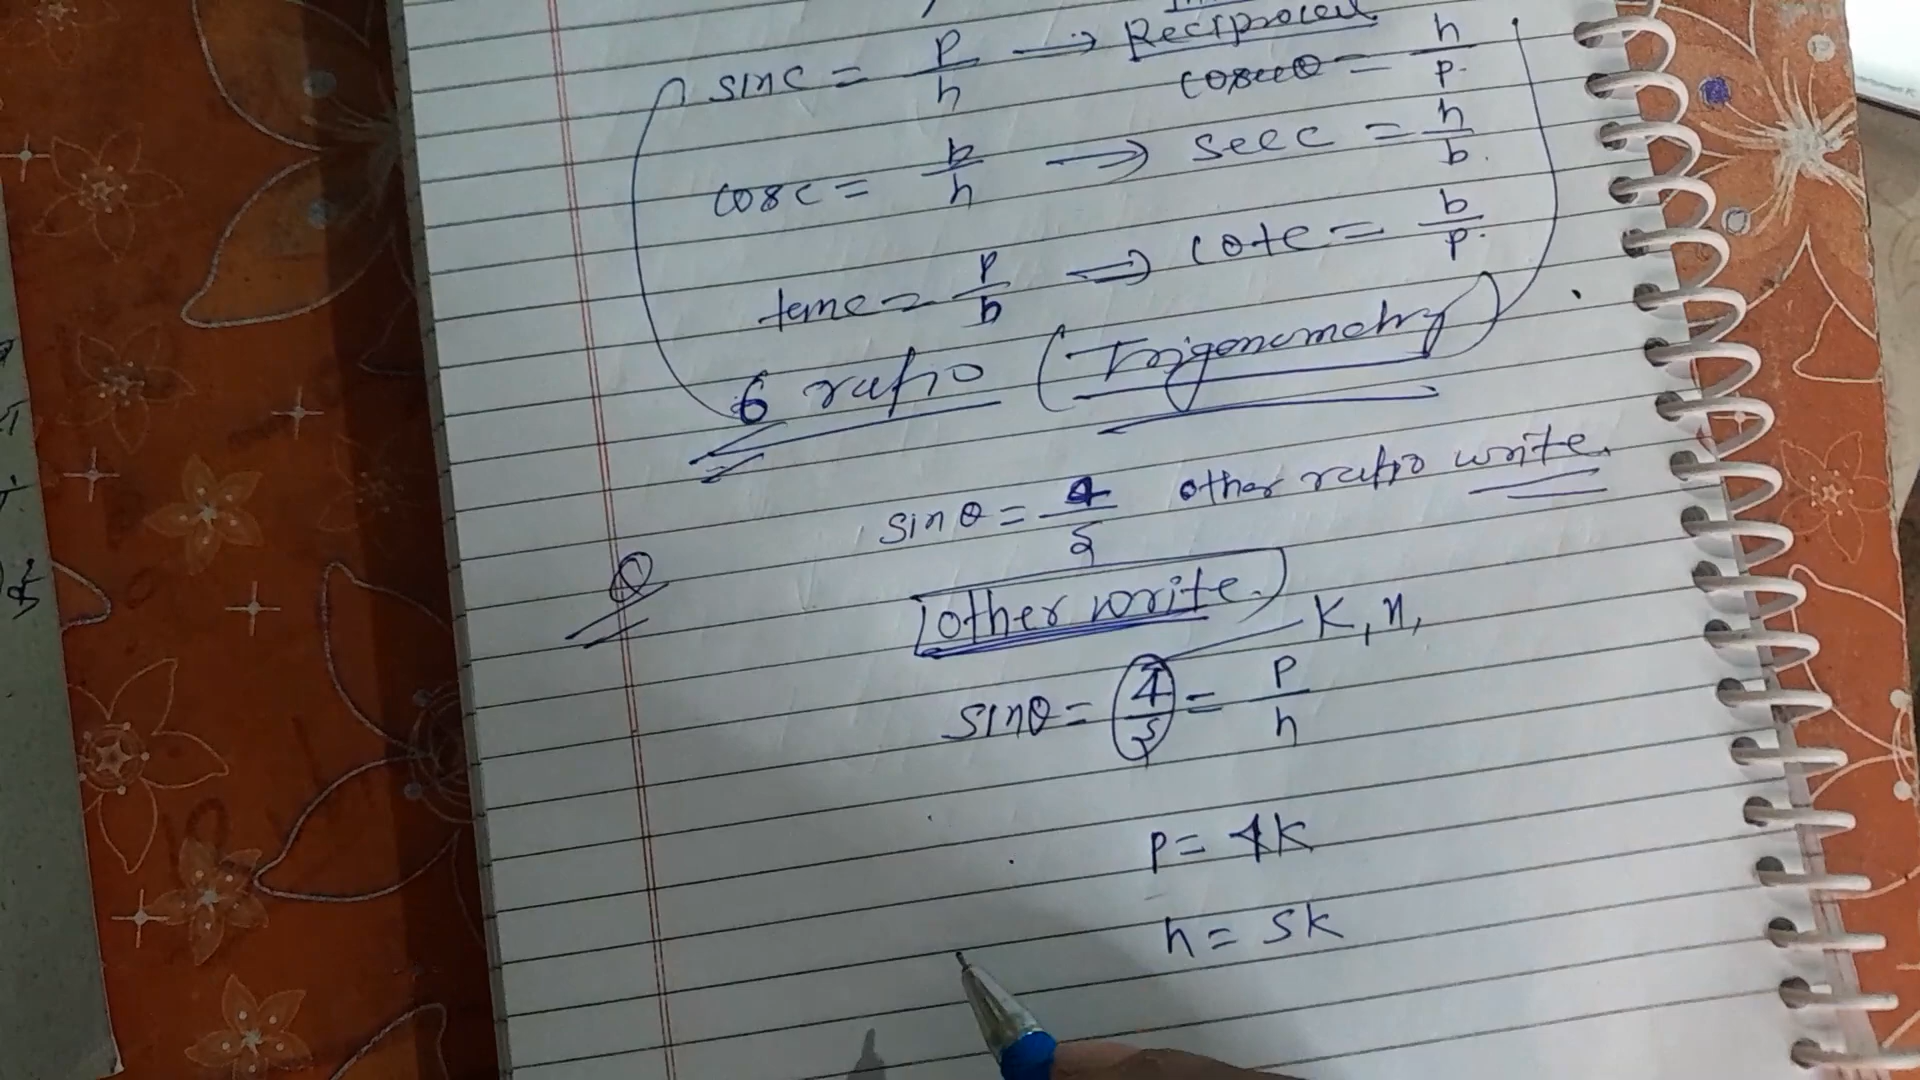 sinc = p/h → Reciprocal
cosecθ = h/p.
cosc = b/h → secc = h/b.
tanc = p/b → cotc = b/p.
6 ratio (Trigonometry)
Q sinθ = 4/5 other ratio write.
other write.
K, n,
sinθ = 4/5 = p/h
p = 4K
h = 5K